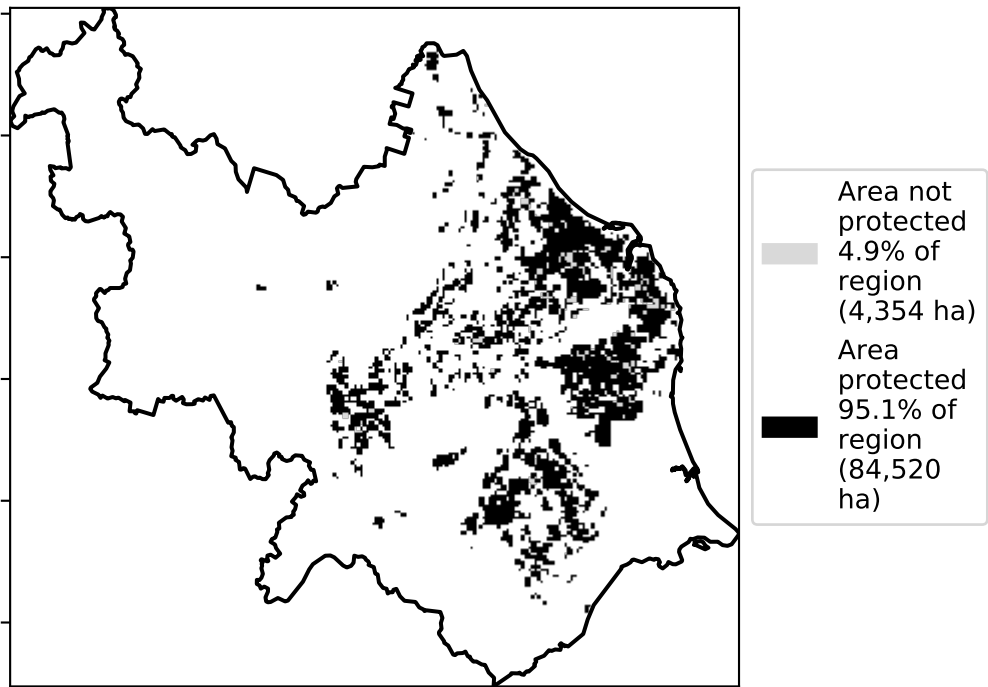 Area not
protected
4.9% of
region
(4,354 ha)
Area
protected
95.1% of
region
(84,520
ha)